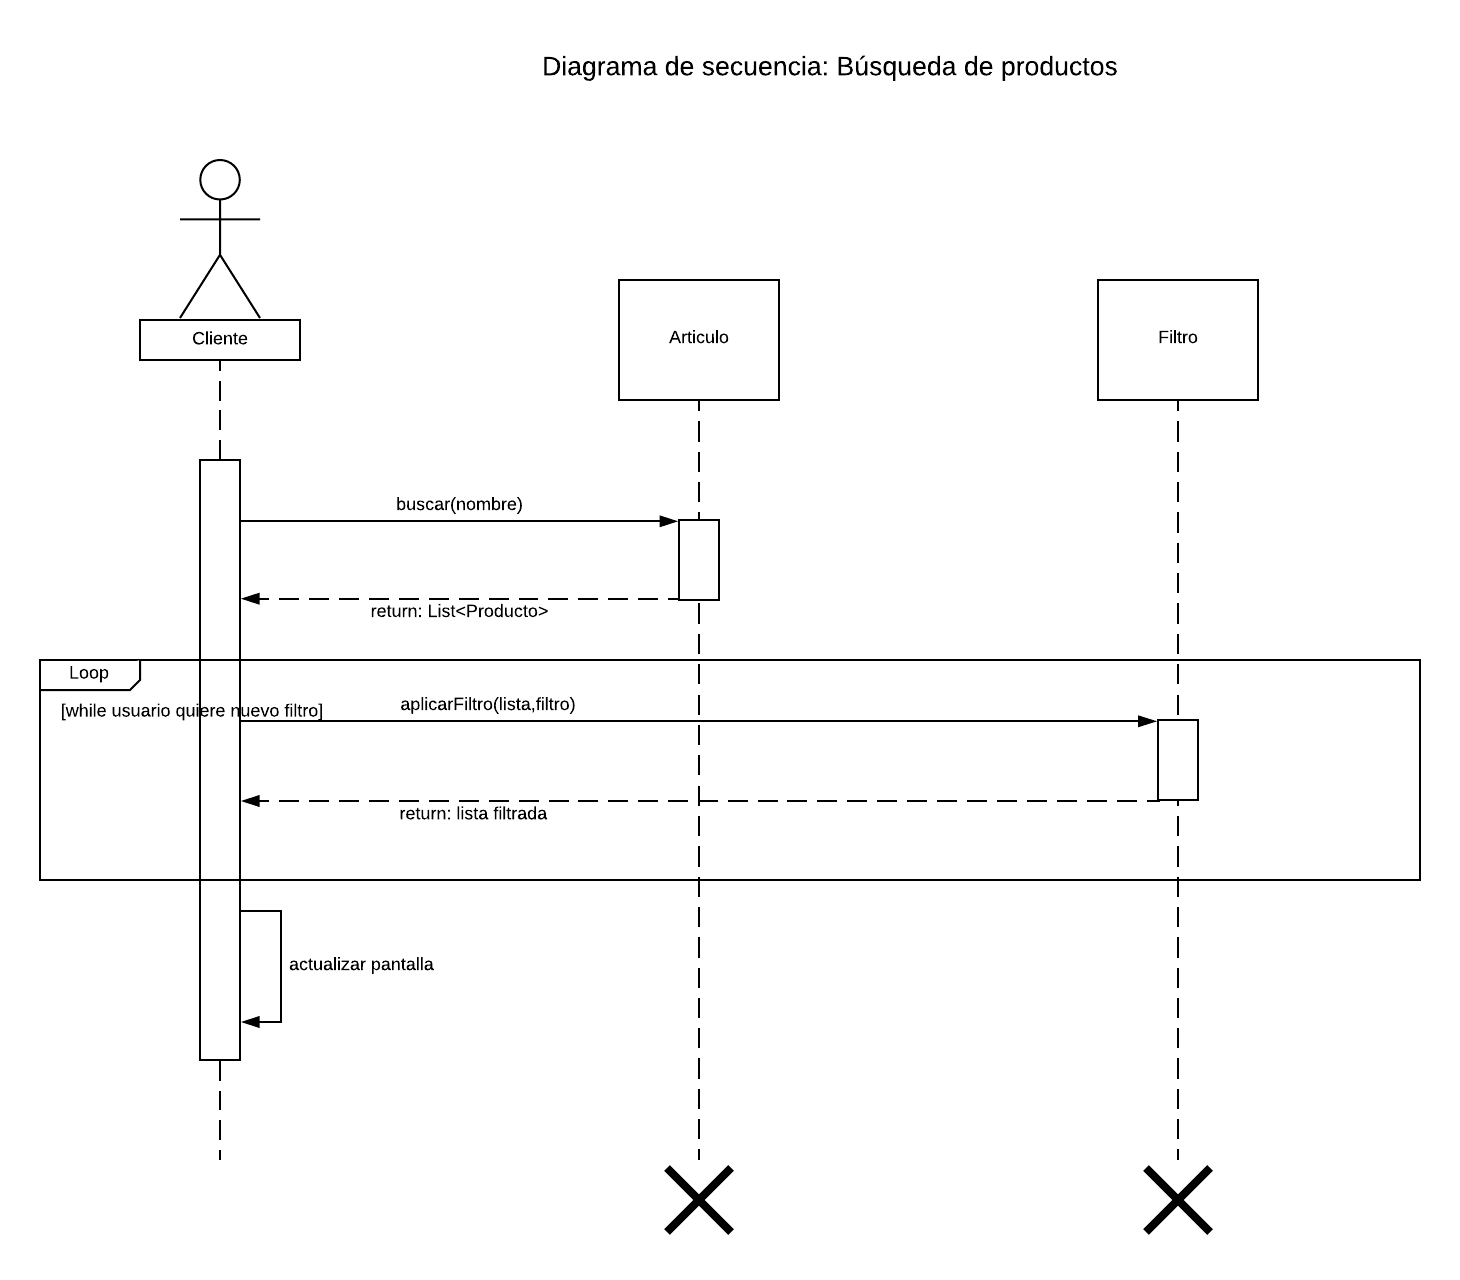 Diagrama de secuencia: Búsqueda de productos
Cliente
Articulo
Filtro
buscar(nombre)
return: List<Producto>
Loop
[while usuario quiere nuevo filtro]
aplicarFiltro(lista,filtro)
return: lista filtrada
actualizar pantalla